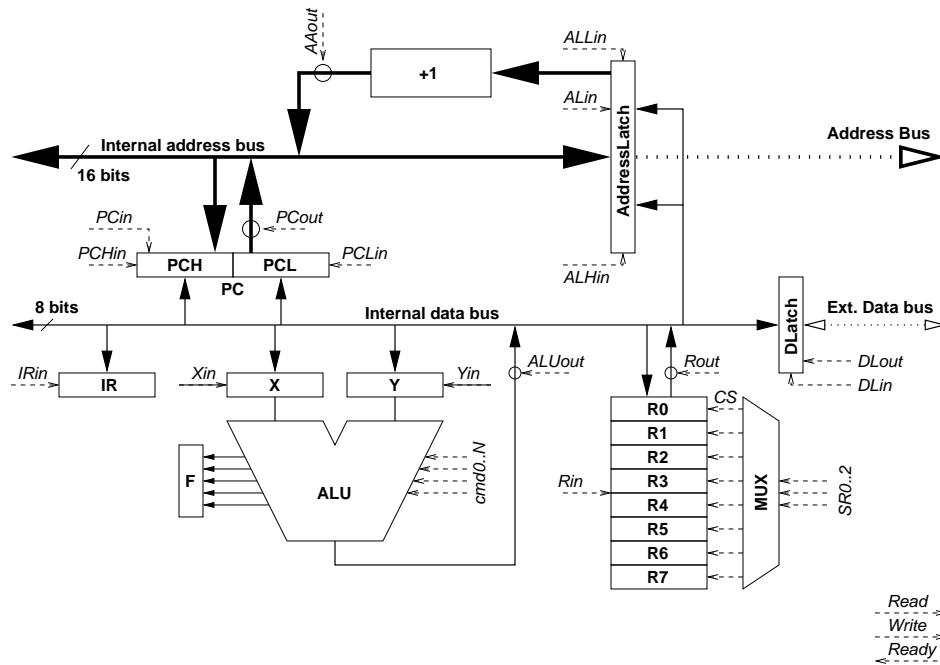 AAout
ALLin
+1
ALin
AddressLatch
Internal address bus
16 bits
Address Bus
PCin
PCout
PCHin
PCH
PCL
PCLin
PC
ALHin
8 bits
Internal data bus
DLatch
Ext. Data bus
IRin
IR
Xin
X
Y
Yin
ALUout
Rout
DLout
DLin
CS
R0
R1
R2
R3
R4
R5
R6
R7
Rin
MUX
SR0..2
F
ALU
cmd0..N
Read
Write
Ready